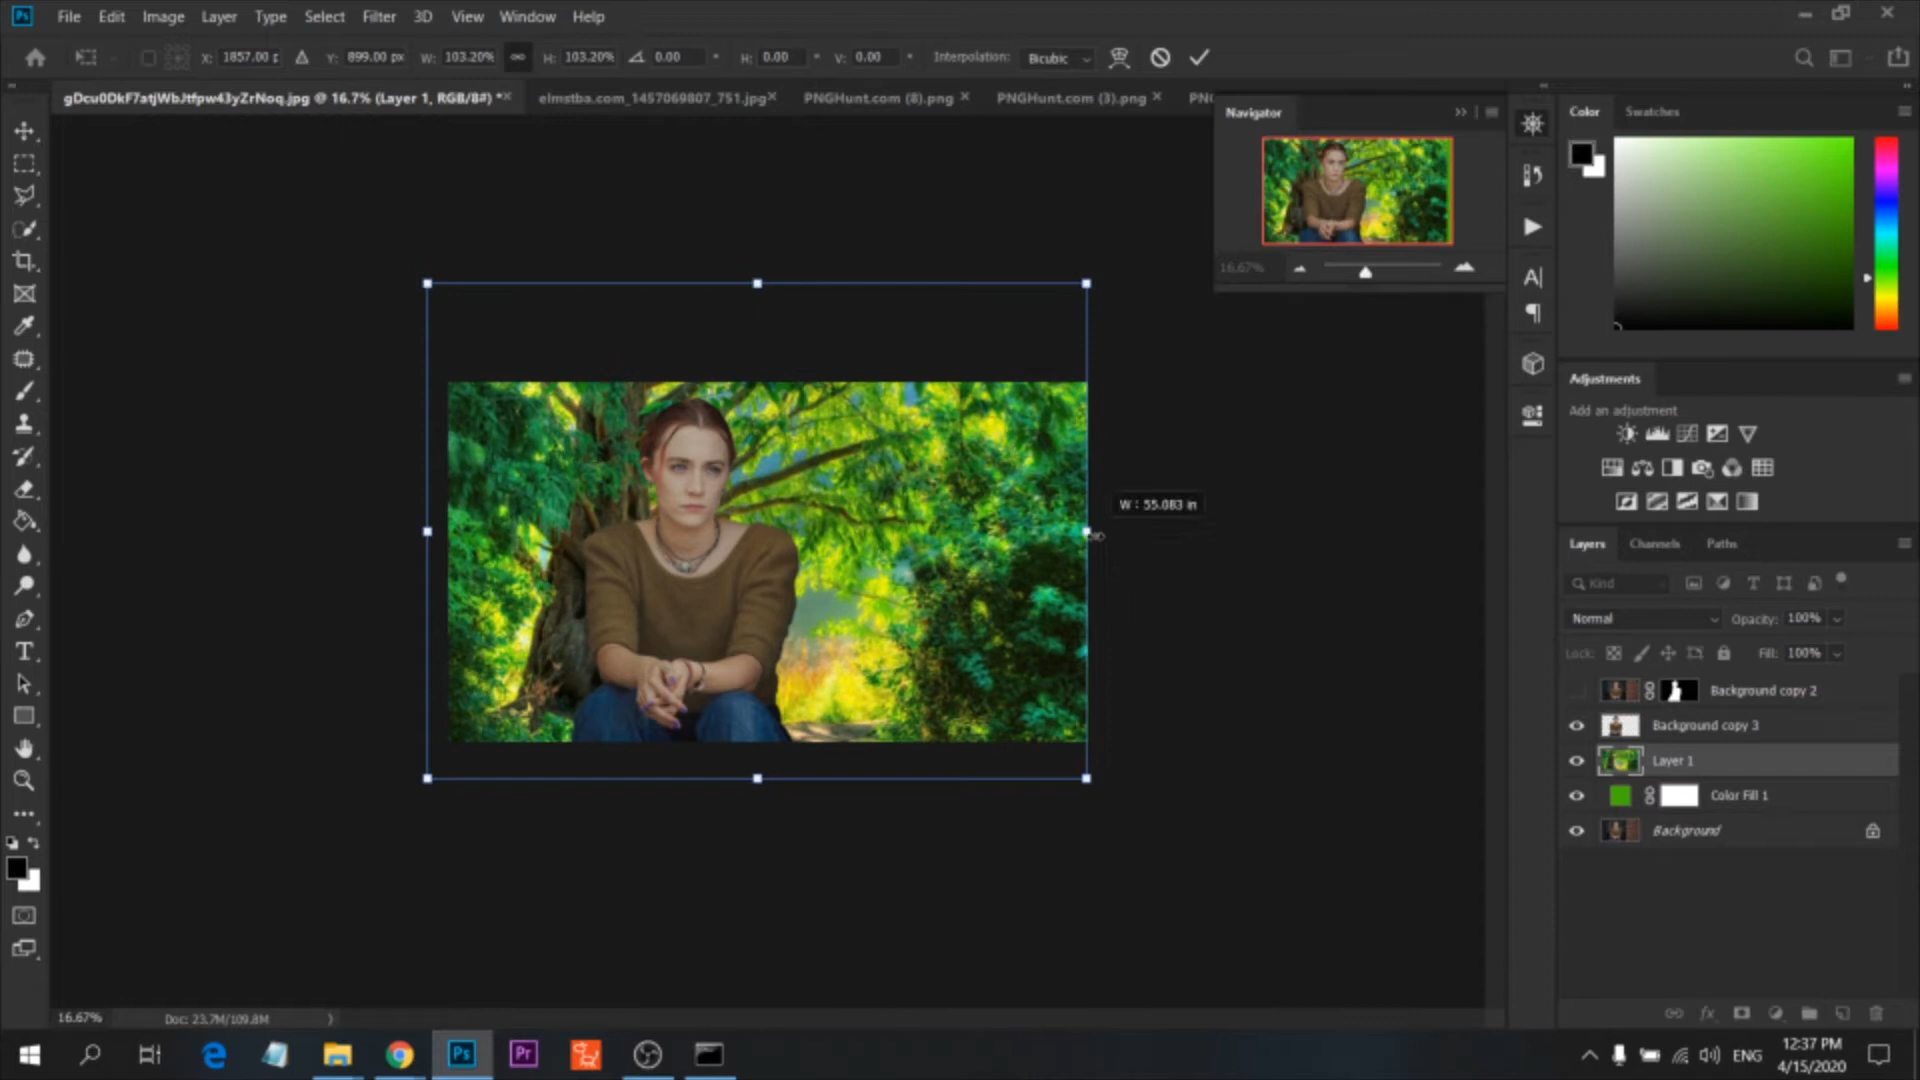 Ps File Edit Image Layer Type Select Filter 3D View Window Help
X: 1857.00 p Y: 899.00 px W: 103.20% H: 103.20% 0.00 H: 0.00 V: 0.00 Interpolation: Bicubic
gDcu0DkF7atjWbJtfpw43yZrNoq.jpg @ 16.7% (Layer 1, RGB/8#) * elmstba.com_1457069807_751.jpg PNGHunt.com (8).png PNGHunt.com (3).png PNG
Navigator
16.67%
Color Swatches
Adjustments
Add an adjustment
W : 55.083 in
Layers Channels Paths
Kind
Normal Opacity: 100%
Lock: Fill: 100%
Background copy 2
Background copy 3
Layer 1
Color Fill 1
Background
16.67% Doc: 23.7M/109.8M
Ps Pr ENG 12:37 PM
4/15/2020